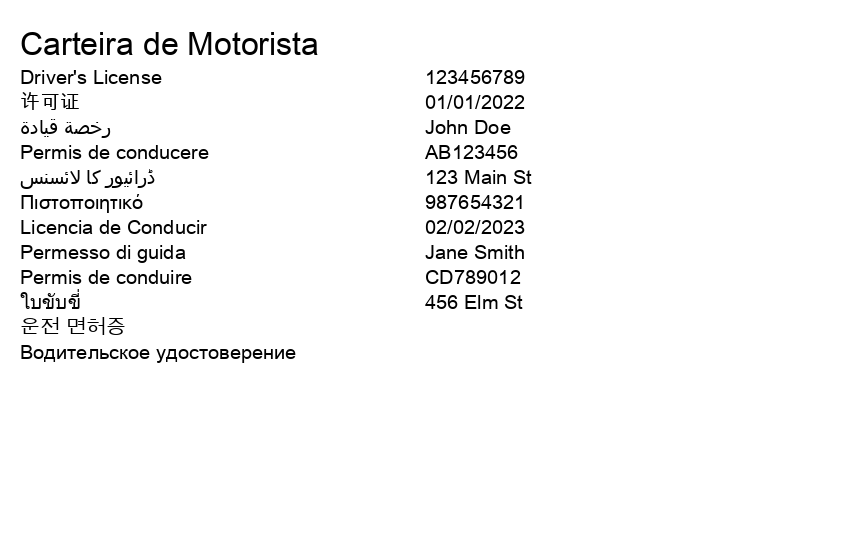 Carteira de Motorista
Driver's License 123456789
许可证 01/01/2022
رخصة قيادة John Doe
Permis de conducere AB123456
ڈرائیور کا لائسنس 123 Main St
Πιστοποιητικό 987654321
Licencia de Conducir 02/02/2023
Permesso di guida Jane Smith
Permis de conduire CD789012
ใบขับขี่ 456 Elm St
운전 면허증
Водительское удостоверение